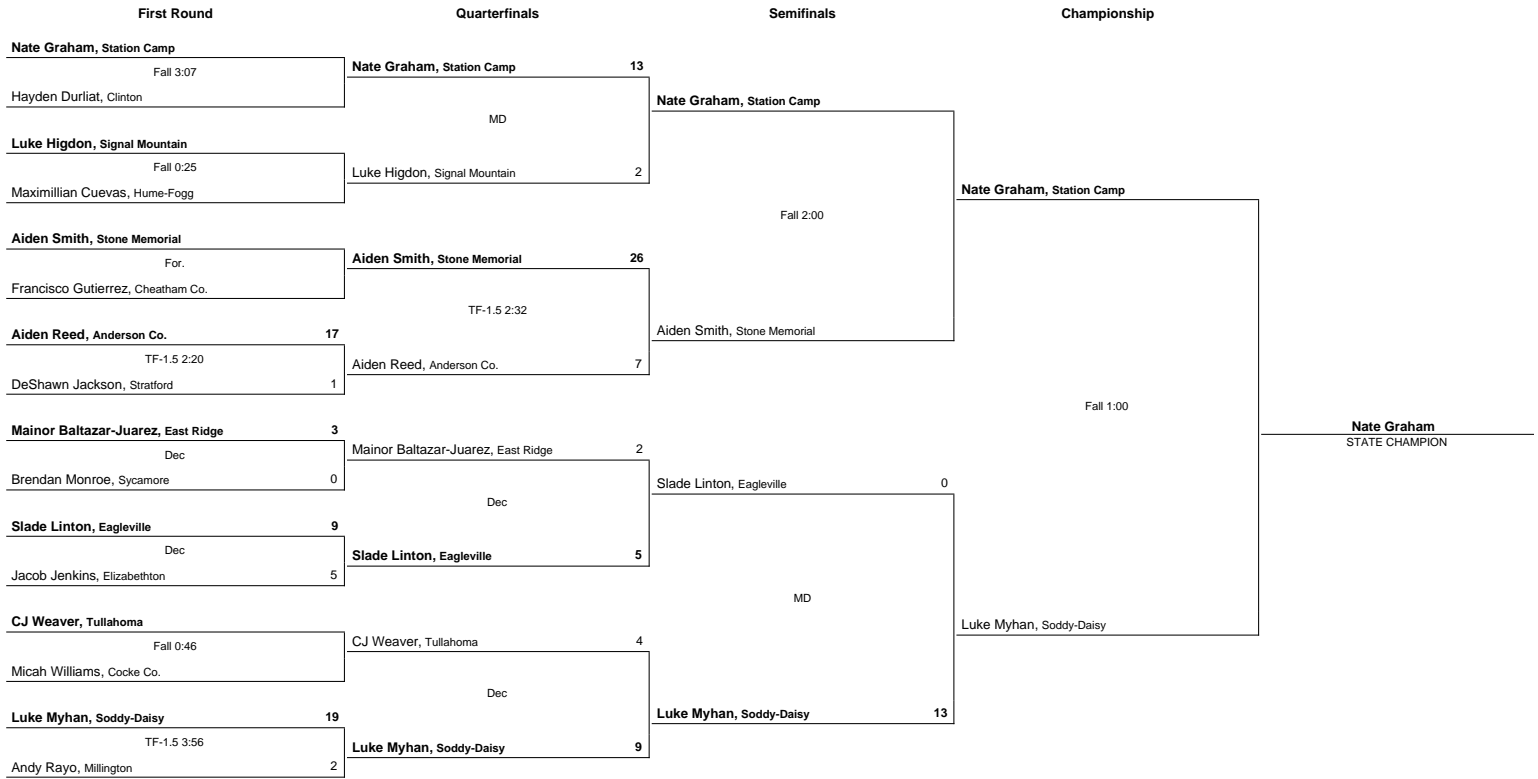 First Round
Quarterfinals
Semifinals
Championship
Nate Graham, Station Camp
Fall 3:07
Hayden Durliat, Clinton
Luke Higdon, Signal Mountain
Fall 0:25
Maximillian Cuevas, Hume-Fogg
Aiden Smith, Stone Memorial
For.
Francisco Gutierrez, Cheatham Co.
Aiden Reed, Anderson Co. 17
TF-1.5 2:20
DeShawn Jackson, Stratford 1
Mainor Baltazar-Juarez, East Ridge 3
Dec
Brendan Monroe, Sycamore 0
Slade Linton, Eagleville 9
Dec
Jacob Jenkins, Elizabethton 5
CJ Weaver, Tullahoma
Fall 0:46
Micah Williams, Cocke Co.
Luke Myhan, Soddy-Daisy 19
TF-1.5 3:56
Andy Rayo, Millington 2
Nate Graham, Station Camp 13
MD
Luke Higdon, Signal Mountain 2
Aiden Smith, Stone Memorial 26
TF-1.5 2:32
Aiden Reed, Anderson Co. 7
Mainor Baltazar-Juarez, East Ridge 2
Dec
Slade Linton, Eagleville 5
CJ Weaver, Tullahoma 4
Dec
Luke Myhan, Soddy-Daisy 9
Nate Graham, Station Camp
Fall 2:00
Aiden Smith, Stone Memorial
Slade Linton, Eagleville 0
MD
Luke Myhan, Soddy-Daisy 13
Nate Graham, Station Camp
Fall 1:00
Luke Myhan, Soddy-Daisy
Nate Graham
STATE CHAMPION